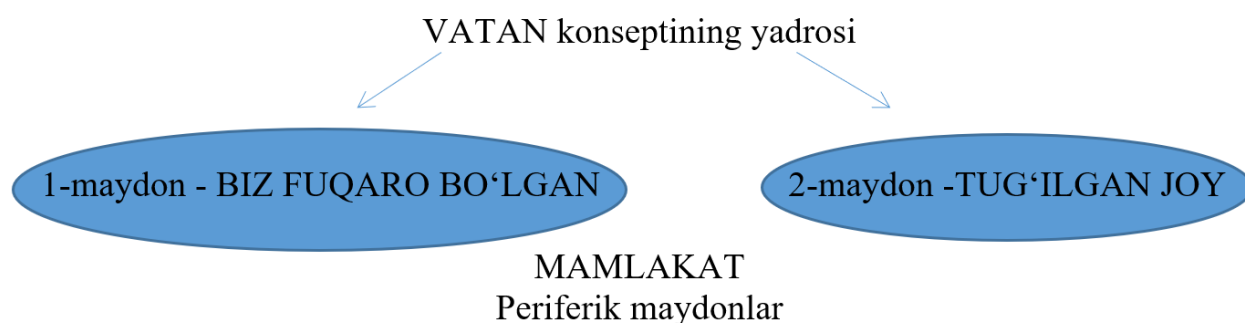 VATAN konseptining yadrosi
1-maydon - BIZ FUQARO BO‘LGAN
2-maydon -TUG‘ILGAN JOY
MAMLAKAT
Periferik maydonlar